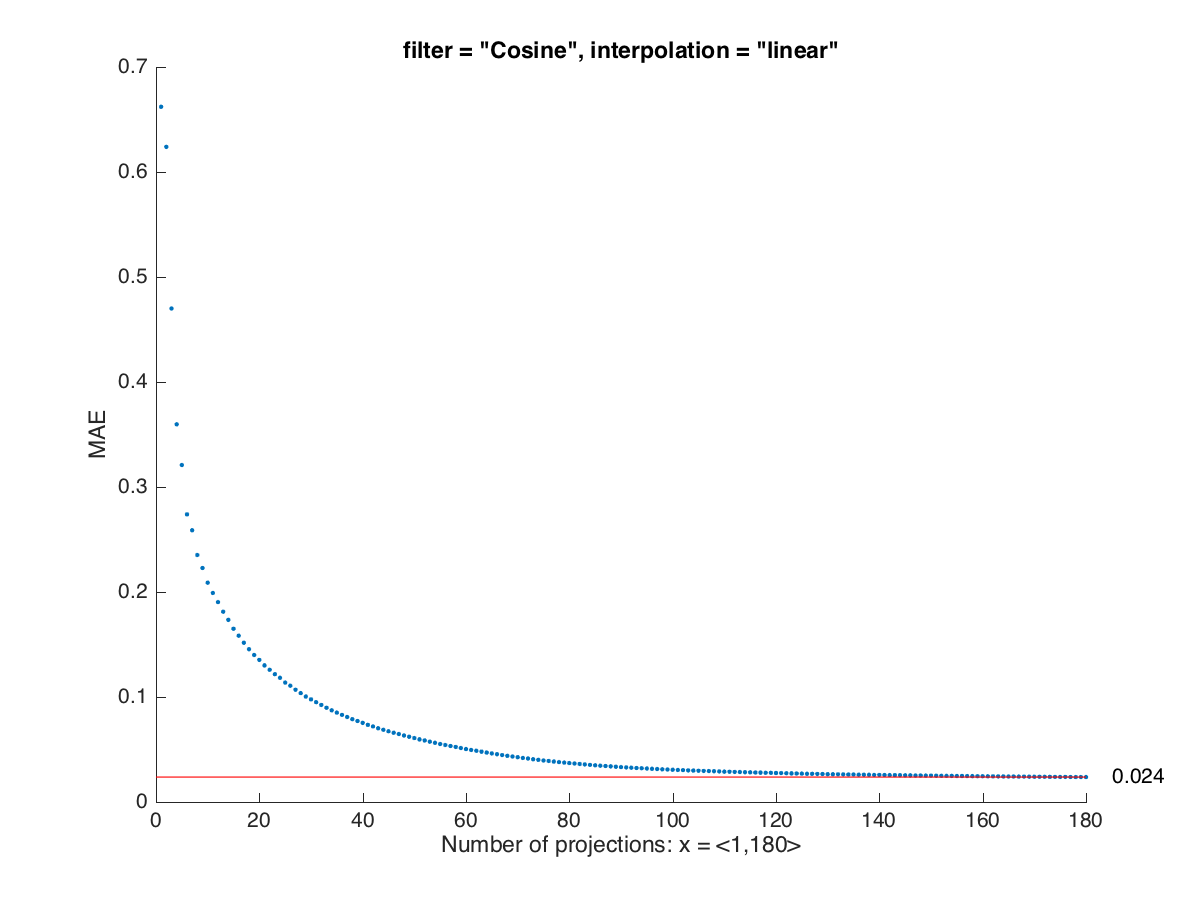 filter = "Cosine", interpolation = "linear"
0.7
0.6
0.5
0.4
0.3
0.2
0.1
0
MAE
0.024
0 20 40 60 80 100 120 140 160 180
Number of projections: x = <1,180>